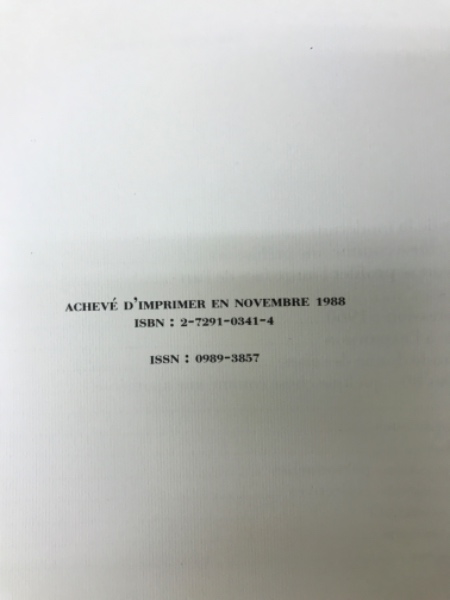 ACHEVÉ D'IMPRIMER EN NOVEMBRE 1988
ISBN : 2-7291-0341-4
ISSN : 0989-3857